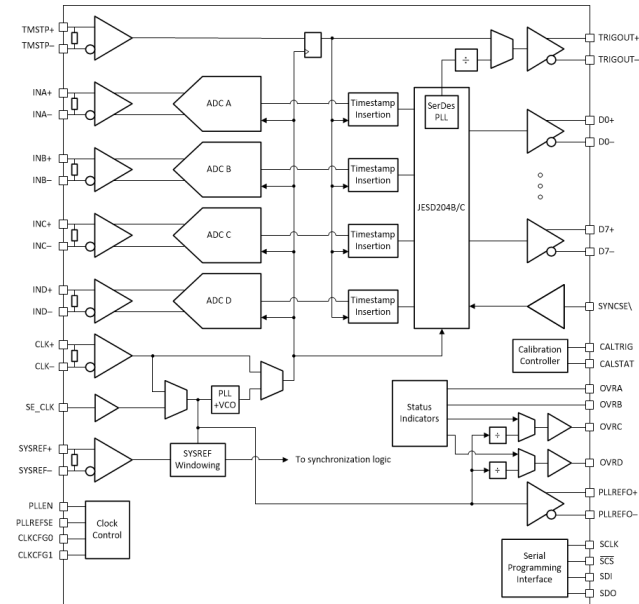 TMSTP+
TMSTP–
TRIGOUT+
TRIGOUT–
÷
INA+
INA–
ADC A
Timestamp
Insertion
SerDes
PLL
D0+
D0–
INB+
INB–
ADC B
Timestamp
Insertion
JESD204B/C
INC+
INC–
ADC C
Timestamp
Insertion
D7+
D7–
IND+
IND–
ADC D
Timestamp
Insertion
SYNCSE\
CLK+
CLK–
Calibration
Controller
CALTRIG
CALSTAT
SE_CLK
PLL
+VCO
Status
Indicators
OVRA
OVRB
OVRC
OVRD
÷
÷
SYSREF+
SYSREF–
SYSREF
Windowing
To synchronization logic
PLLREFO+
PLLREFO–
PLLEN
PLLREFSE
CLKCFG0
CLKCFG1
Clock
Control
Serial
Programming
Interface
SCLK
SCS
SDI
SDO